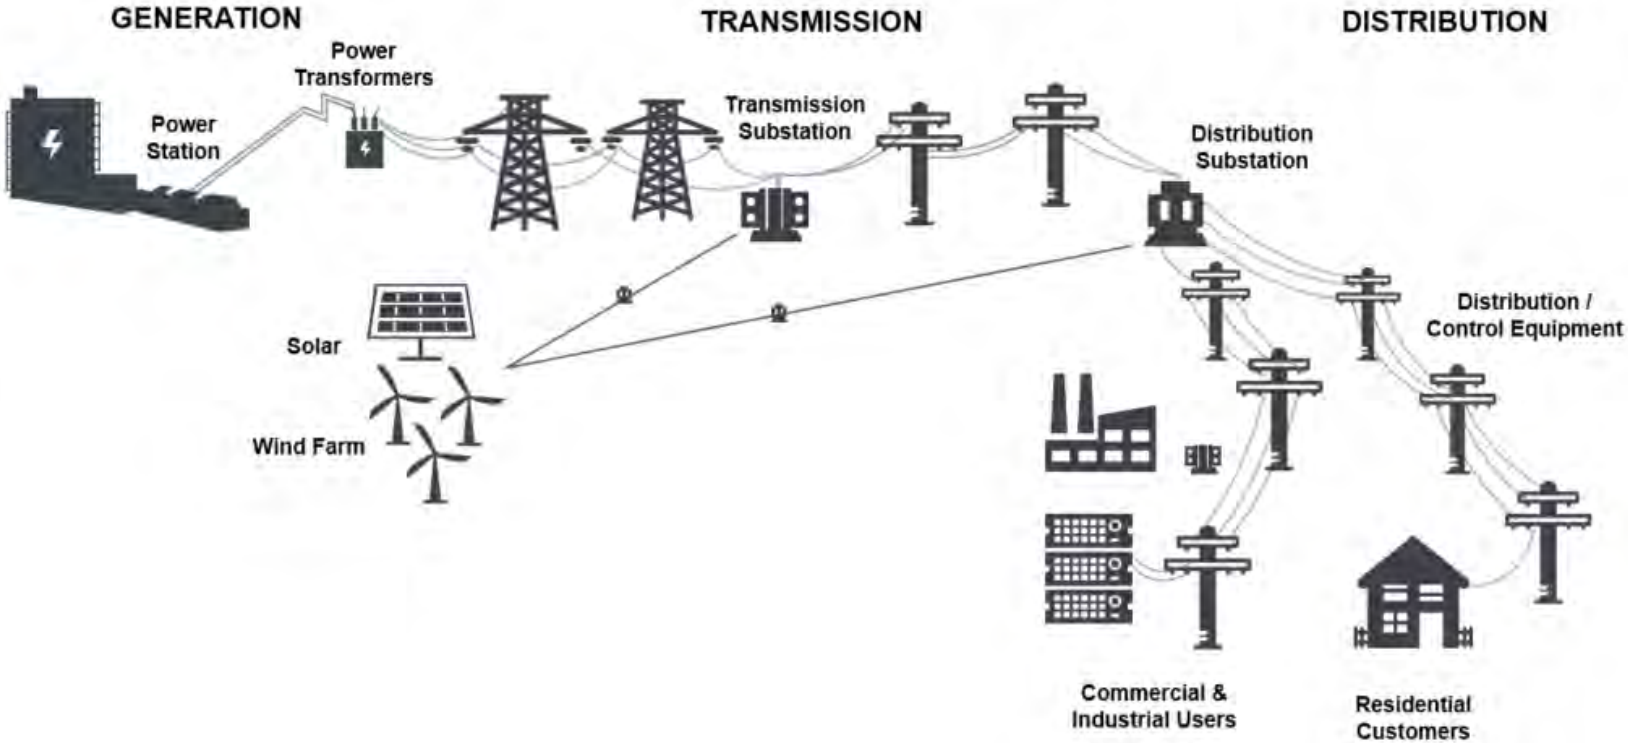 GENERATION
TRANSMISSION
DISTRIBUTION
Power
Transformers
Power
Station
Transmission
Substation
Distribution
Substation
Solar
Wind Farm
Distribution /
Control Equipment
Commercial &
Industrial Users
Residential
Customers